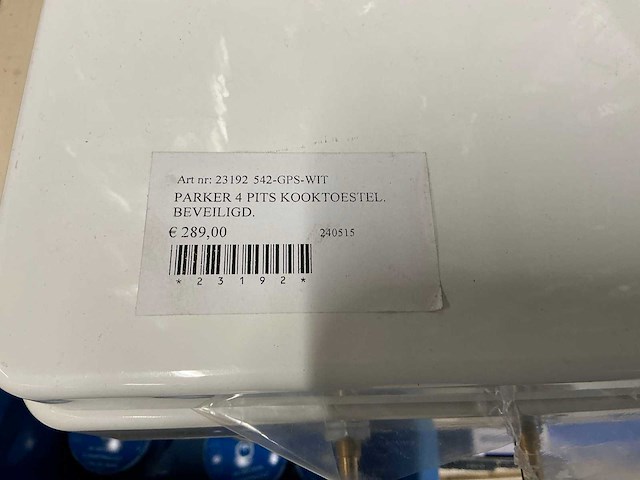 Art nr: 23192 542-GPS-WIT
PARKER 4 PITS KOOKTOESTEL.
BEVEILIGD.
€ 289,00 240515
* 2 3 1 9 2 *